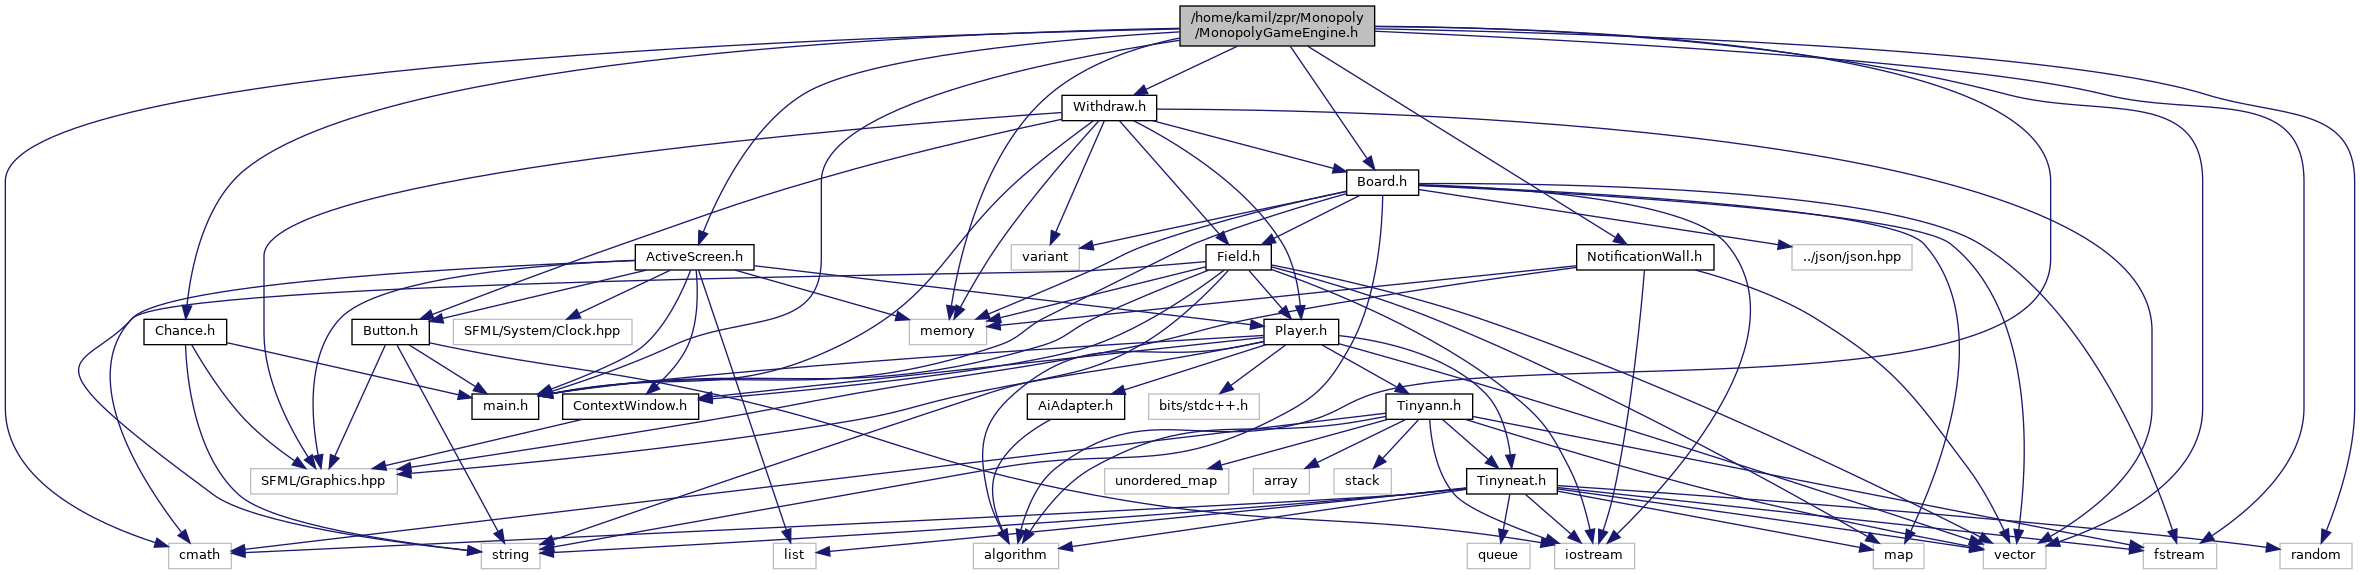 /home/kamil/zpr/Monopoly
/MonopolyGameEngine.h
Withdraw.h
Board.h
ActiveScreen.h
variant
Field.h
NotificationWall.h
../json/json.hpp
Chance.h
Button.h
SFML/System/Clock.hpp
memory
Player.h
main.h
ContextWindow.h
AiAdapter.h
bits/stdc++.h
Tinyann.h
SFML/Graphics.hpp
unordered_map
array
stack
Tinyneat.h
cmath
string
list
algorithm
queue
iostream
map
vector
fstream
random